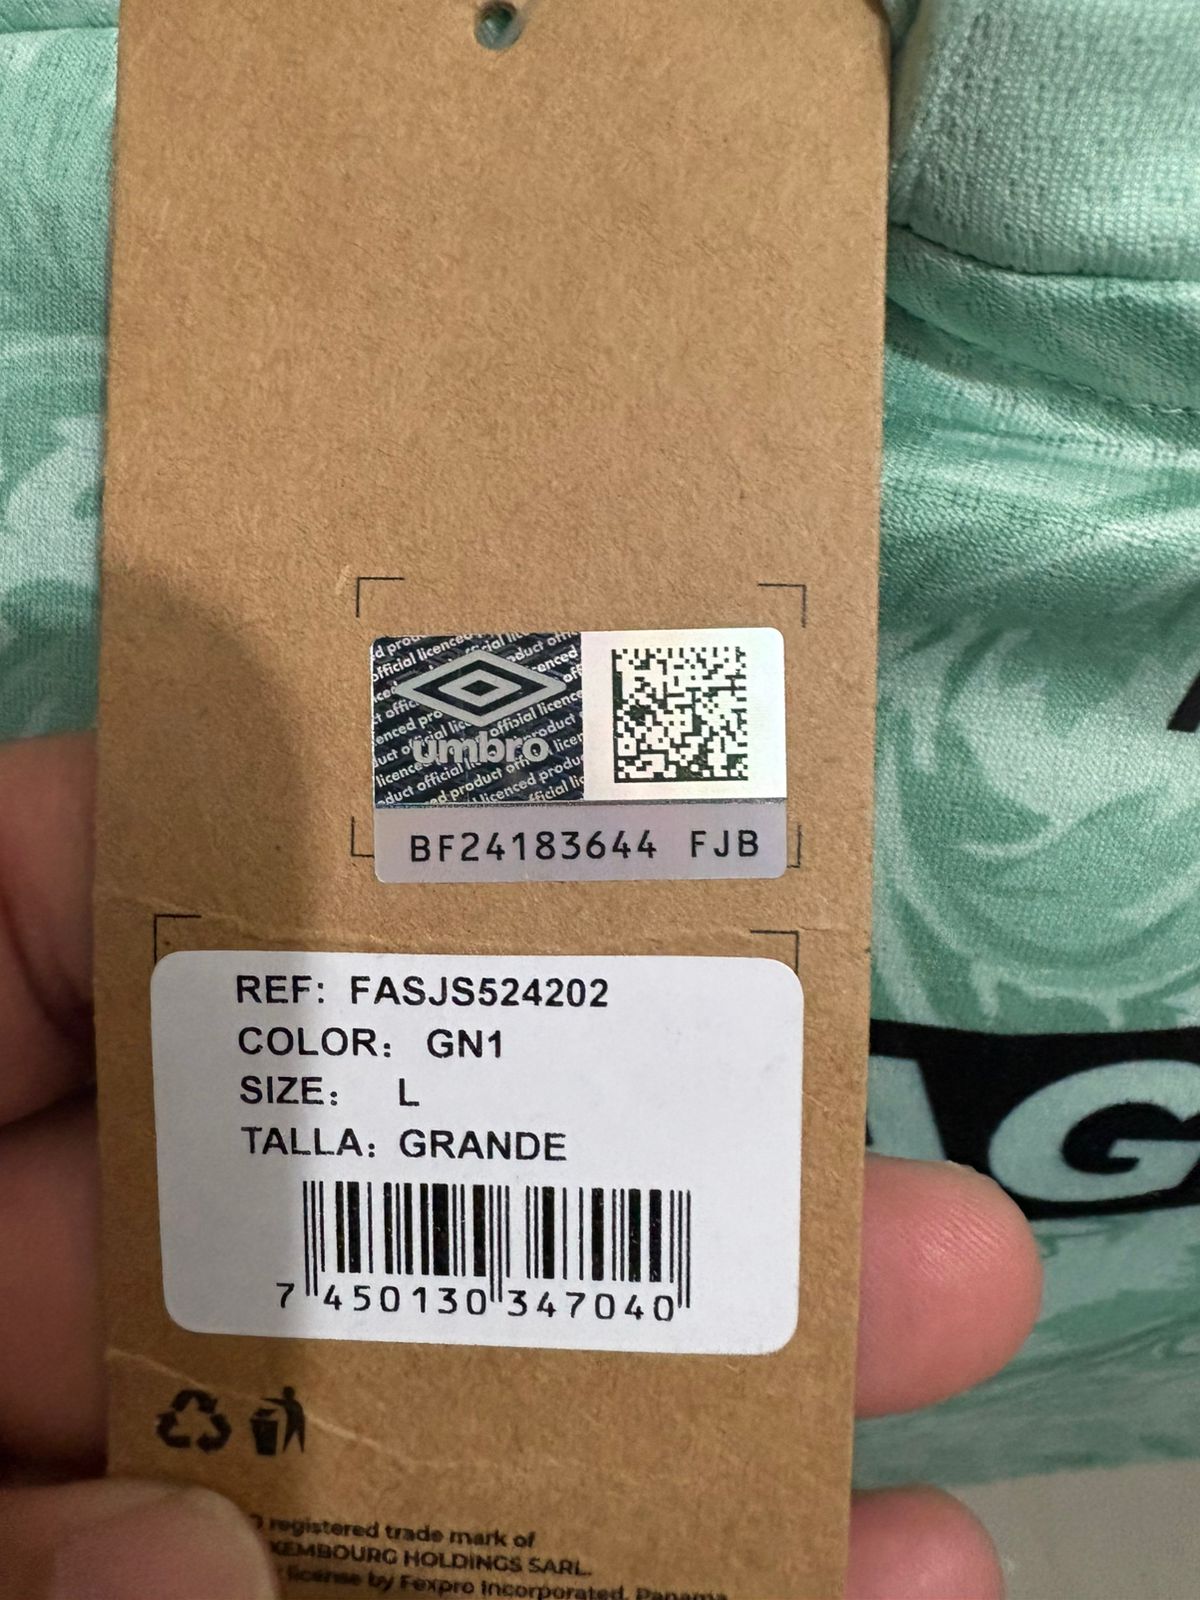 umbro
BF24183644 FJB
REF: FASJS524202
COLOR: GN1
SIZE: L
TALLA: GRANDE
7 450130 347040
AG
registered trade mark of
XEMBOURG HOLDINGS SARL.
license by Fexpro Incorporated, Panama